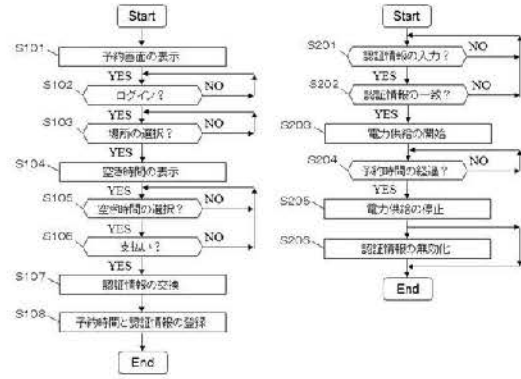 Start
S101
予約画面の表示
YES
S102
ログイン？
NO
YES
S103
場所の選択？
NO
YES
S104
空き時間の表示
S105
空き時間の選択？
NO
YES
S106
支払い？
NO
YES
S107
認証情報の交換
S108
予約時間と認証情報の登録
End
Start
S201
認証情報の入力？
NO
YES
S202
認証情報の一致？
NO
YES
S203
電力供給の開始
S204
予約時間の経過？
NO
YES
S205
電力供給の停止
S206
認証情報の無効化
End